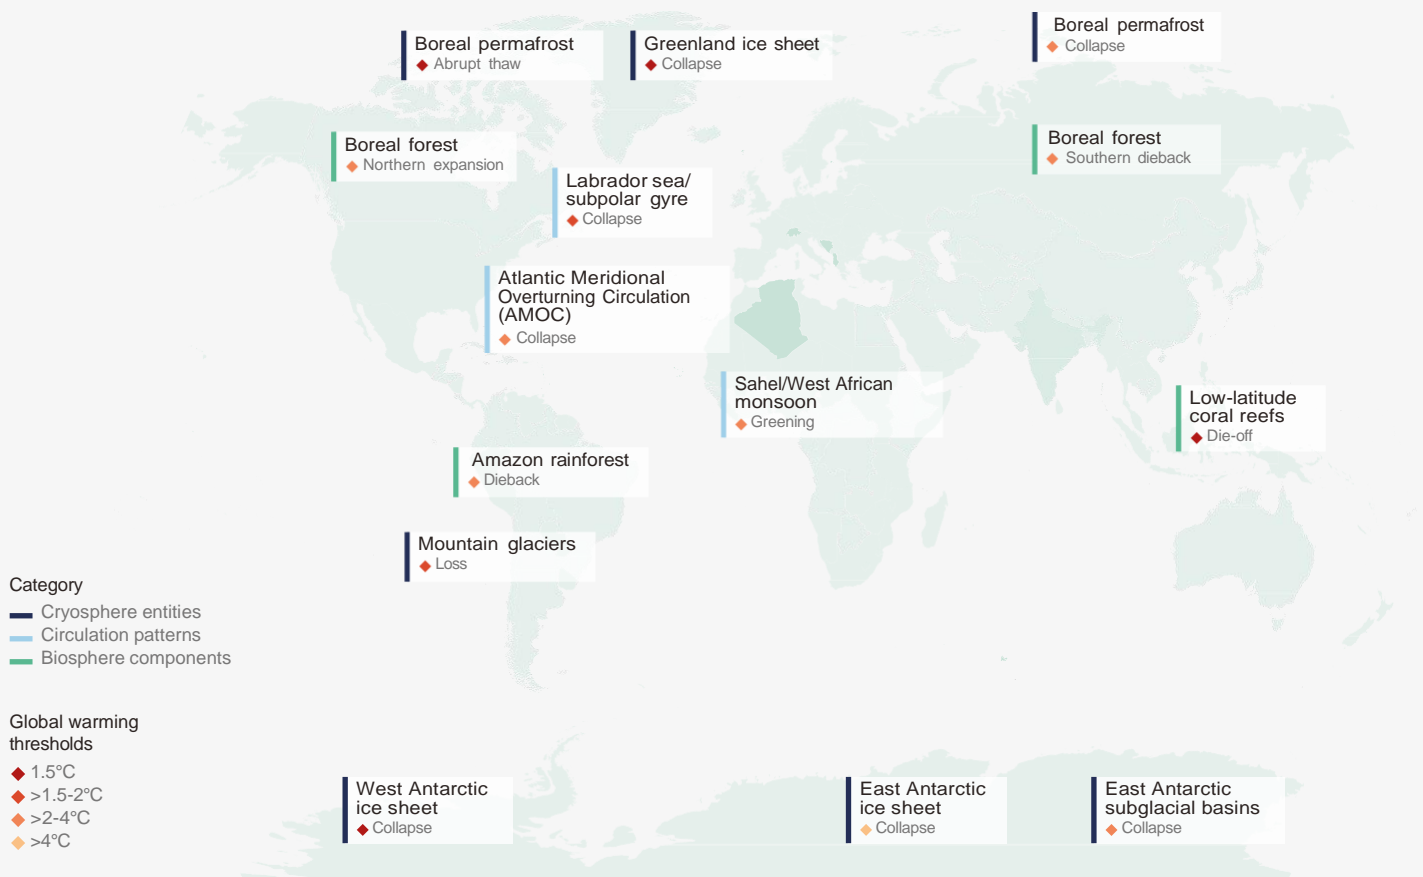 Boreal permafrost
Abrupt thaw
Greenland ice sheet
Collapse
Boreal permafrost
Collapse
Boreal forest
Northern expansion
Boreal forest
Southern dieback
Labrador sea/
subpolar gyre
Collapse
Atlantic Meridional
Overturning Circulation
(AMOC)
Collapse
Sahel/West African
monsoon
Greening
Low-latitude
coral reefs
Die-off
Amazon rainforest
Dieback
Mountain glaciers
Loss
Category
Cryosphere entities
Circulation patterns
Biosphere components
Global warming
thresholds
1.5°C
>1.5-2°C
>2-4°C
>4°C
West Antarctic
ice sheet
Collapse
East Antarctic
ice sheet
Collapse
East Antarctic
subglacial basins
Collapse